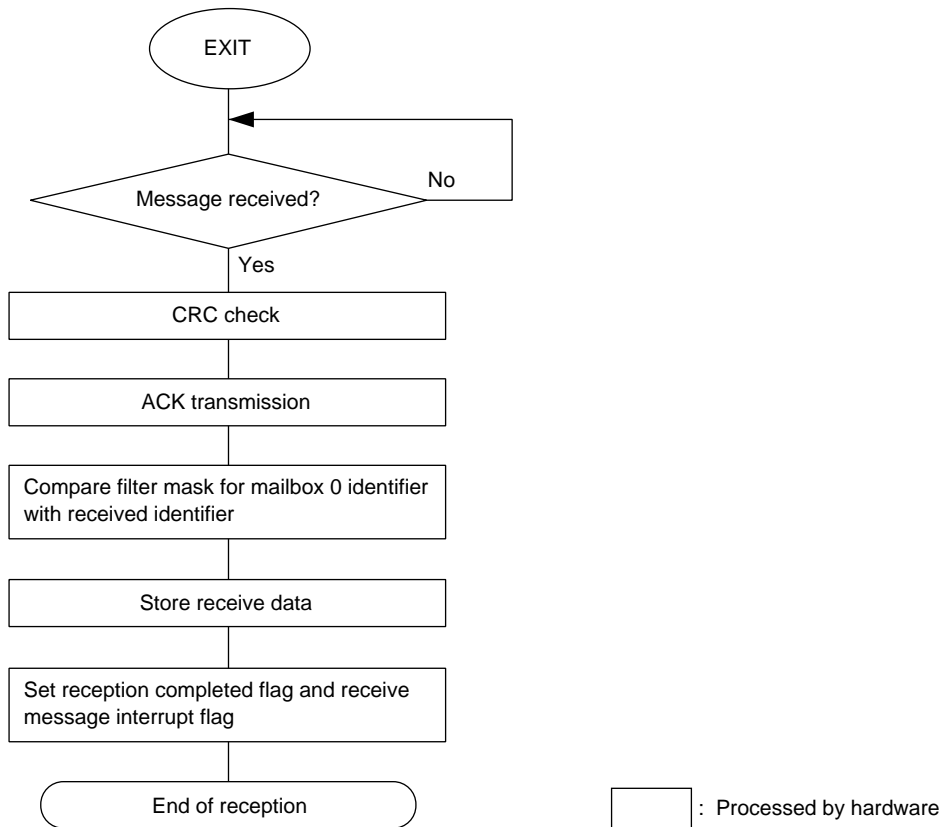 EXIT
Message received?
No
Yes
CRC check
ACK transmission
Compare filter mask for mailbox 0 identifier
with received identifier
Store receive data
Set reception completed flag and receive
message interrupt flag
End of reception
: Processed by hardware